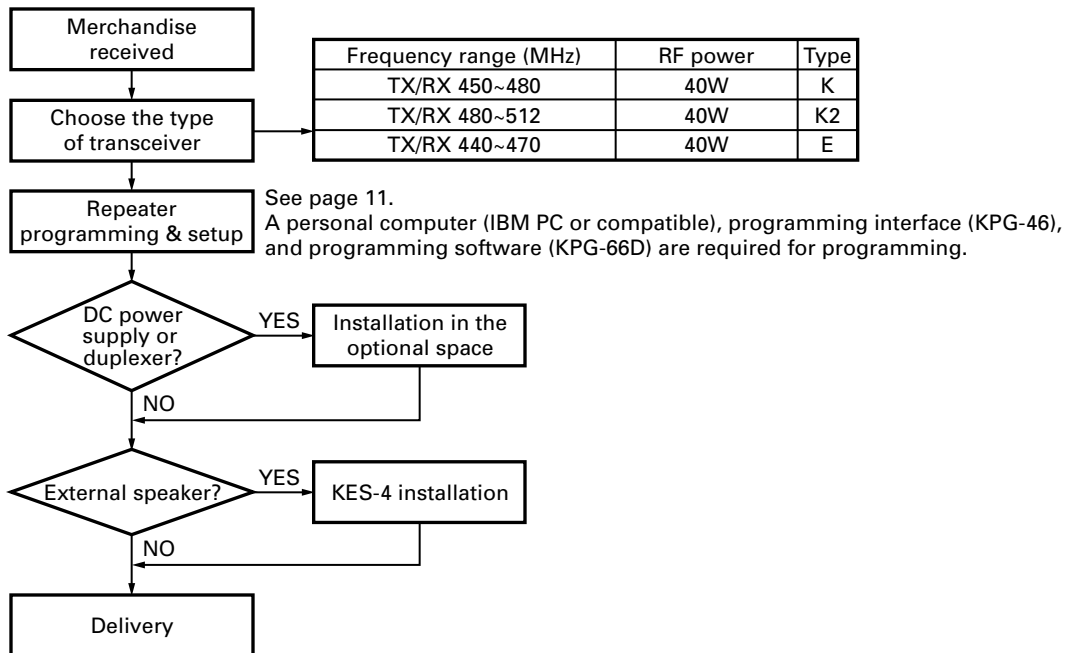 Merchandise
received
Choose the type
of transceiver
Frequency range (MHz) RF power Type
TX/RX 450~480 40W K
TX/RX 480~512 40W K2
TX/RX 440~470 40W E
Repeater
programming & setup
See page 11.
A personal computer (IBM PC or compatible), programming interface (KPG-46),
and programming software (KPG-66D) are required for programming.
DC power
supply or
duplexer?
YES
Installation in the
optional space
NO
External speaker?
YES
KES-4 installation
NO
Delivery